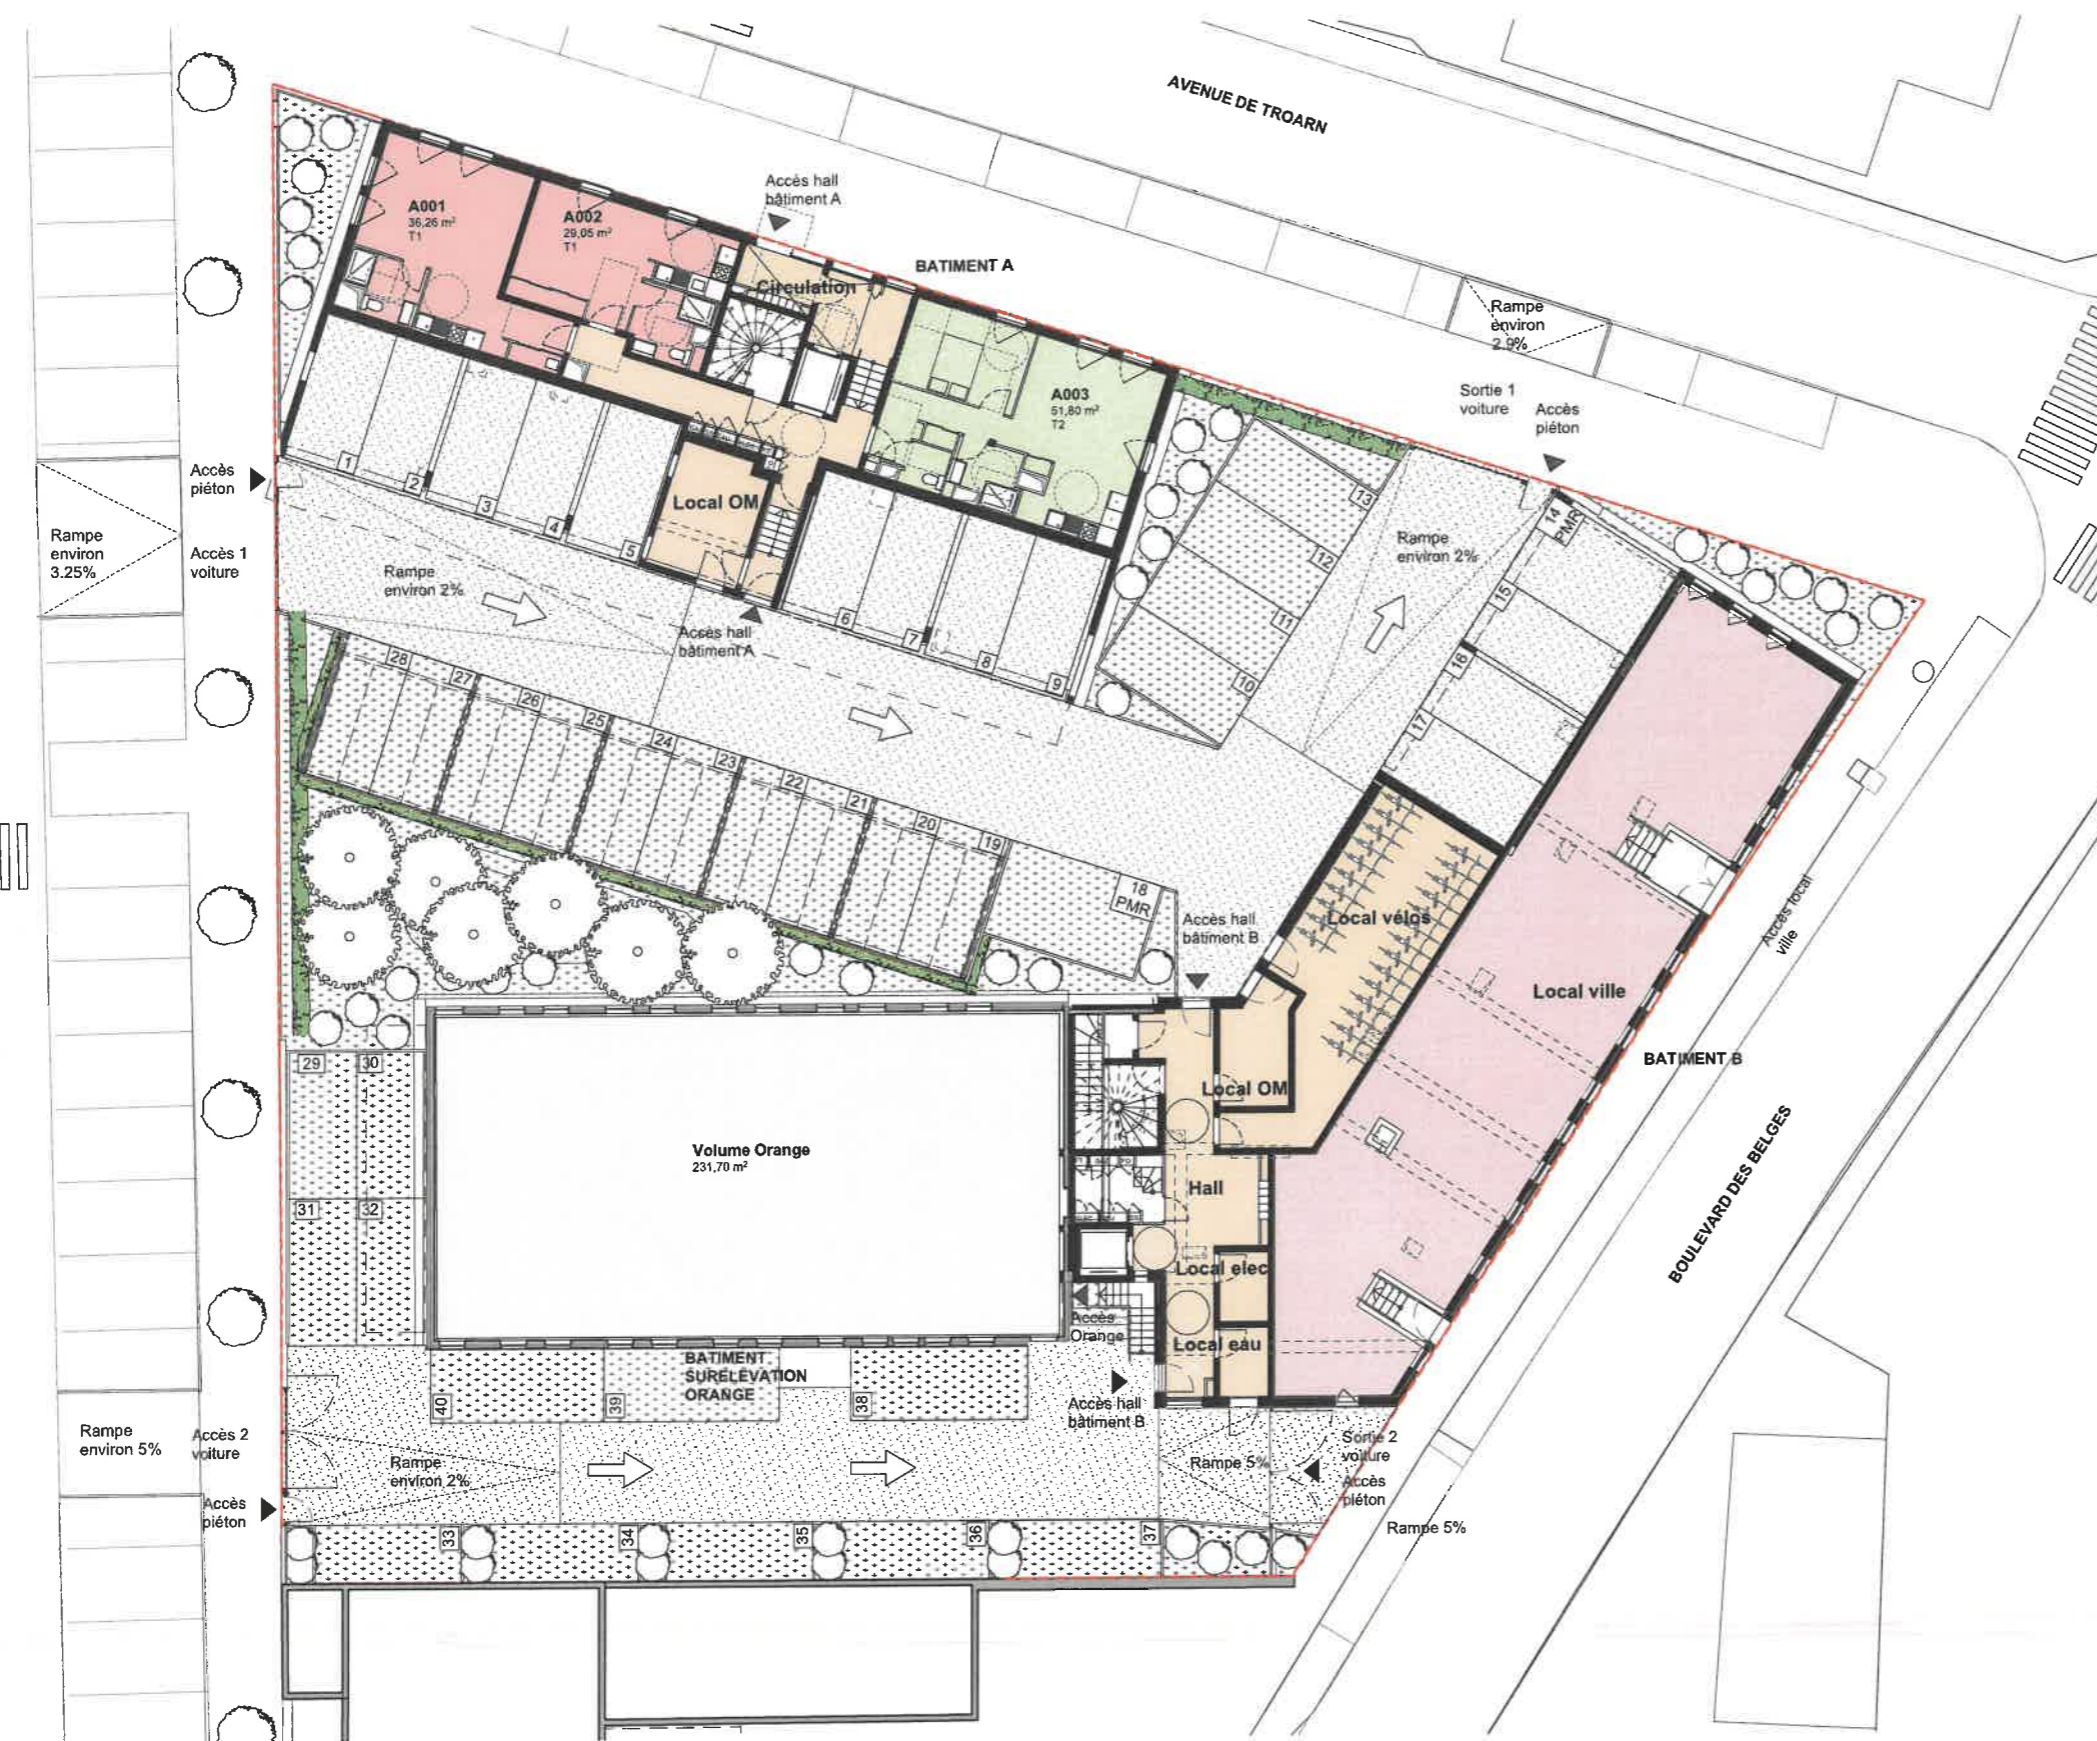 AVENUE DE TROARN
Accès hall
bâtiment A
A001
36,26 m²
T1
A002
29,05 m²
T1
BATIMENT A
Circulation
Rampe
environ
2.9%
A003
51,80 m²
T2
Sortie 1
voiture
Accès
piéton
Accès
piéton
1
2
3
4
5
Local OM
13
14
PMR
Rampe
environ
3.25%
Accès 1
voiture
Rampe
environ 2%
Rampe
environ 2%
12
15
6
7
8
9
11
Accès hall
bâtiment A
10
16
17
28
27
26
25
24
23
22
21
20
19
18
PMR
Accès hall
bâtiment B
Local vélos
Accès local
ville
Local ville
BATIMENT B
29
30
Local OM
31
32
Volume Orange
231,70 m²
Hall
BOULEVARD DES BELGES
Local elec
Accès
Orange
Local eau
BATIMENT
SURELEVATION
ORANGE
40
39
38
Accès hall
bâtiment B
Rampe
environ 5%
Accès 2
voiture
Rampe
environ 2%
Rampe 5%
Sortie 2
voiture
Accès
piéton
Accès
piéton
33
34
35
36
37
Rampe 5%